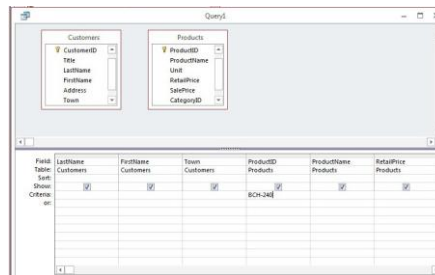 Query1
Customers
CustomerID
Title
LastName
FirstName
Address
Town
Products
ProductID
ProductName
Unit
RetailPrice
SalePrice
CategoryID
Field: LastName FirstName Town ProductID ProductName RetailPrice
Table: Customers Customers Customers Products Products Products
Sort:
Show:
Criteria: BCH-240
or: